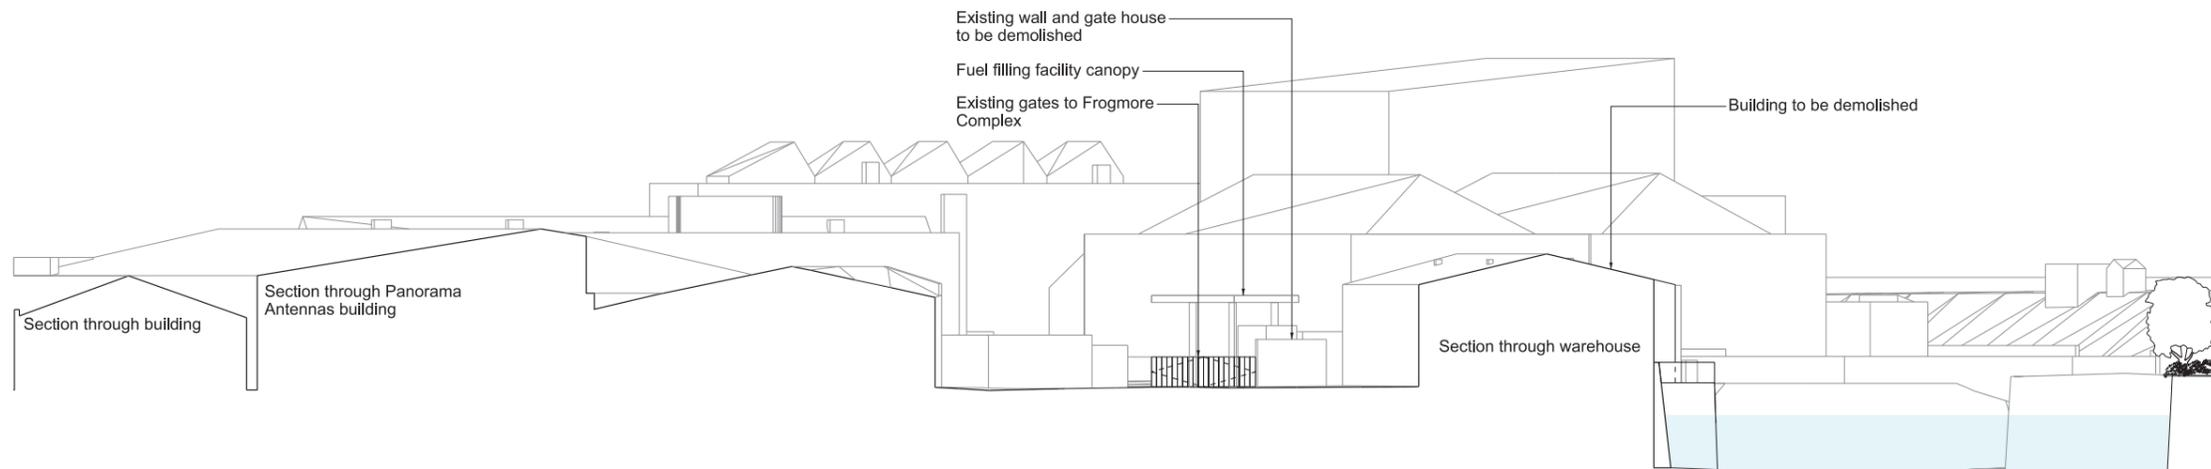 Existing wall and gate house
to be demolished
Fuel filling facility canopy
Existing gates to Frogmore
Complex
Building to be demolished
Section through Panorama
Antennas building
Section through building
Section through warehouse